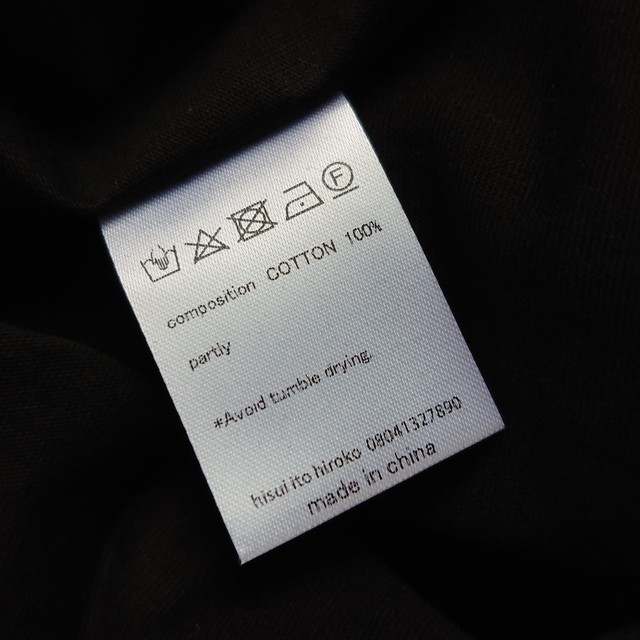 F
composition COTTON 100%
partly
*Avoid tumble drying.
hisui ito hiroko 08041327890
made in china